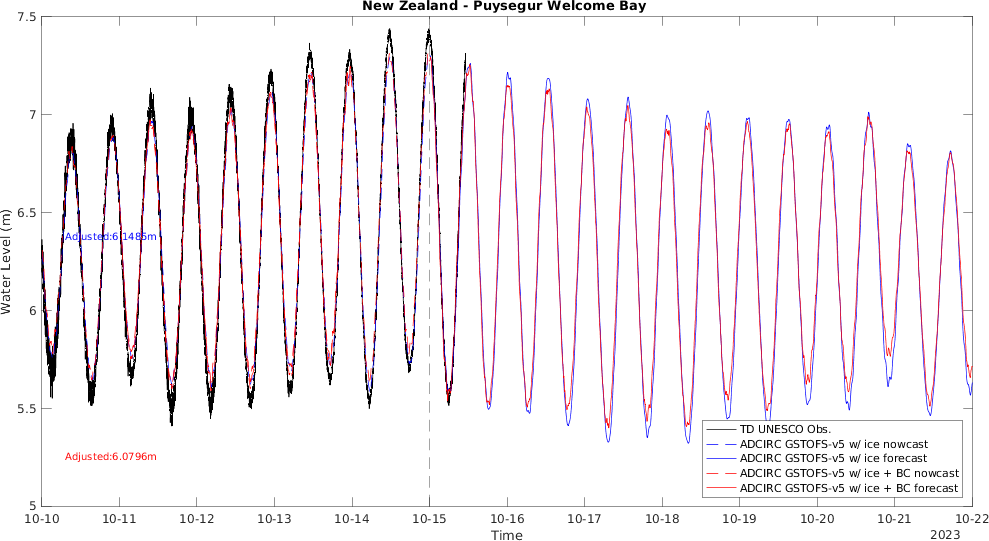 New Zealand - Puysegur Welcome Bay
7.5
7
6.5
6
5.5
5
Water Level (m)
Adjusted:6.1485m
Adjusted:6.0796m
TD UNESCO Obs.
ADCIRC GSTOFS-v5 w/ ice nowcast
ADCIRC GSTOFS-v5 w/ ice forecast
ADCIRC GSTOFS-v5 w/ ice + BC nowcast
ADCIRC GSTOFS-v5 w/ ice + BC forecast
10-10 10-11 10-12 10-13 10-14 10-15 10-16 10-17 10-18 10-19 10-20 10-21 10-22
Time
2023